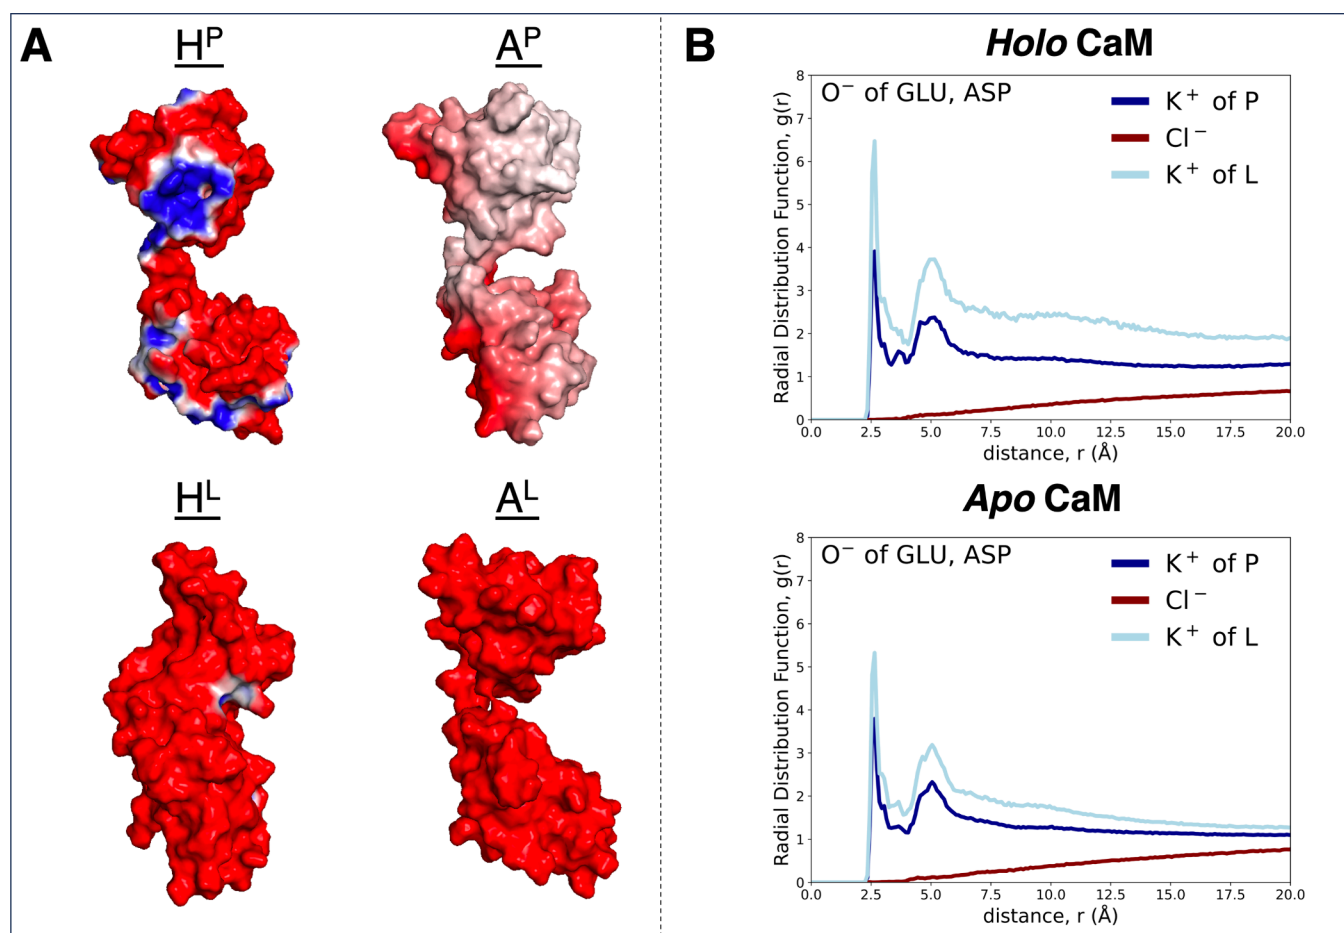 A
Hᴾ
Aᴾ
Hᴸ
Aᴸ
B
Holo CaM
O⁻ of GLU, ASP
K⁺ of P
Cl⁻
K⁺ of L
Radial Distribution Function, g(r)
8
7
6
5
4
3
2
1
0
0.0 2.5 5.0 7.5 10.0 12.5 15.0 17.5 20.0
distance, r (Å)
Apo CaM
O⁻ of GLU, ASP
K⁺ of P
Cl⁻
K⁺ of L
Radial Distribution Function, g(r)
8
7
6
5
4
3
2
1
0
0.0 2.5 5.0 7.5 10.0 12.5 15.0 17.5 20.0
distance, r (Å)